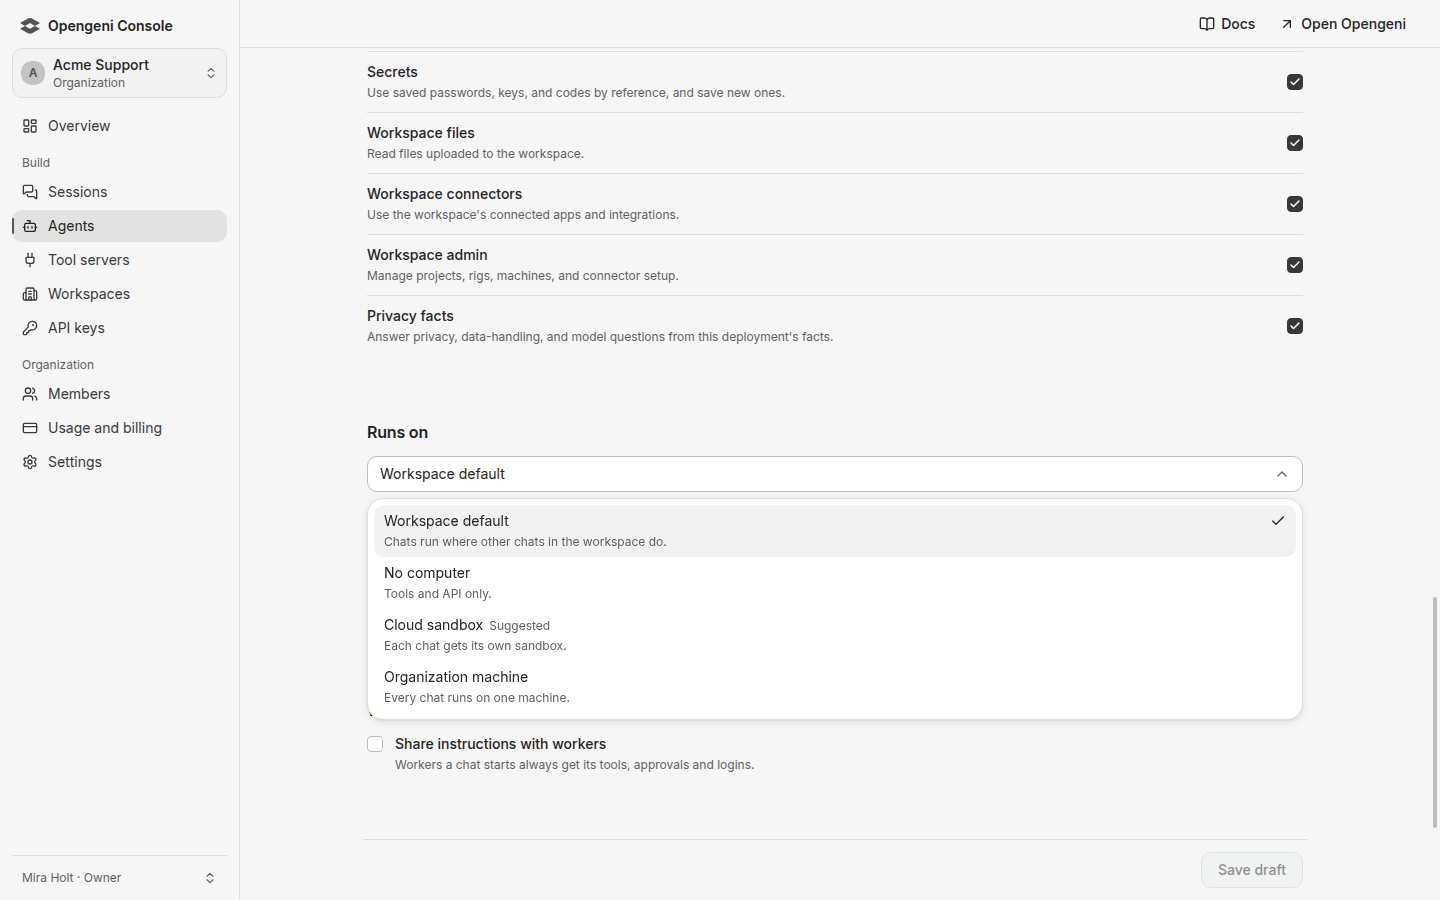 Opengeni Console
Docs
Open Opengeni
A
Acme Support
Organization
Overview
Build
Sessions
Agents
Tool servers
Workspaces
API keys
Organization
Members
Usage and billing
Settings
Mira Holt · Owner
Secrets
Use saved passwords, keys, and codes by reference, and save new ones.
Workspace files
Read files uploaded to the workspace.
Workspace connectors
Use the workspace's connected apps and integrations.
Workspace admin
Manage projects, rigs, machines, and connector setup.
Privacy facts
Answer privacy, data-handling, and model questions from this deployment's facts.
Runs on
Workspace default
Workspace default
Chats run where other chats in the workspace do.
No computer
Tools and API only.
Cloud sandbox Suggested
Each chat gets its own sandbox.
Organization machine
Every chat runs on one machine.
Share instructions with workers
Workers a chat starts always get its tools, approvals and logins.
Save draft